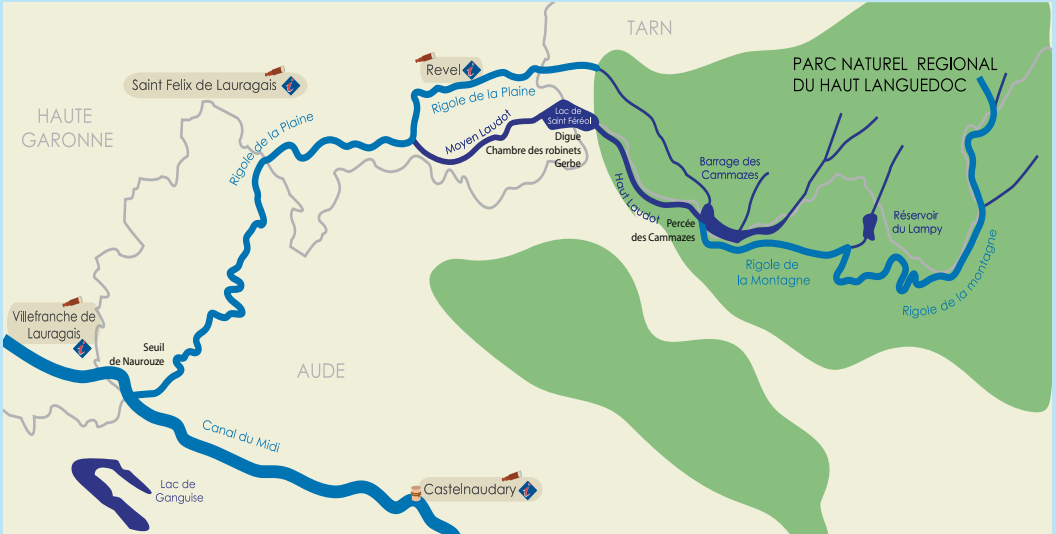 TARN
PARC NATUREL REGIONAL
DU HAUT LANGUEDOC
Revel
Saint Felix de Lauragais
Rigole de la Plaine
HAUTE
GARONNE
Rigole de la Plaine
Moyen Laudot
Lac de
Saint Féréol
Digue
Chambre des robinets
Gerbe
Barrage des
Cammazes
Haut Laudot
Percée
des Cammazes
Réservoir
du Lampy
Rigole de
la Montagne
Rigole de la montagne
Villefranche de
Lauragais
Seuil
de Naurouze
AUDE
Canal du Midi
Lac de
Ganguise
Castelnaudary